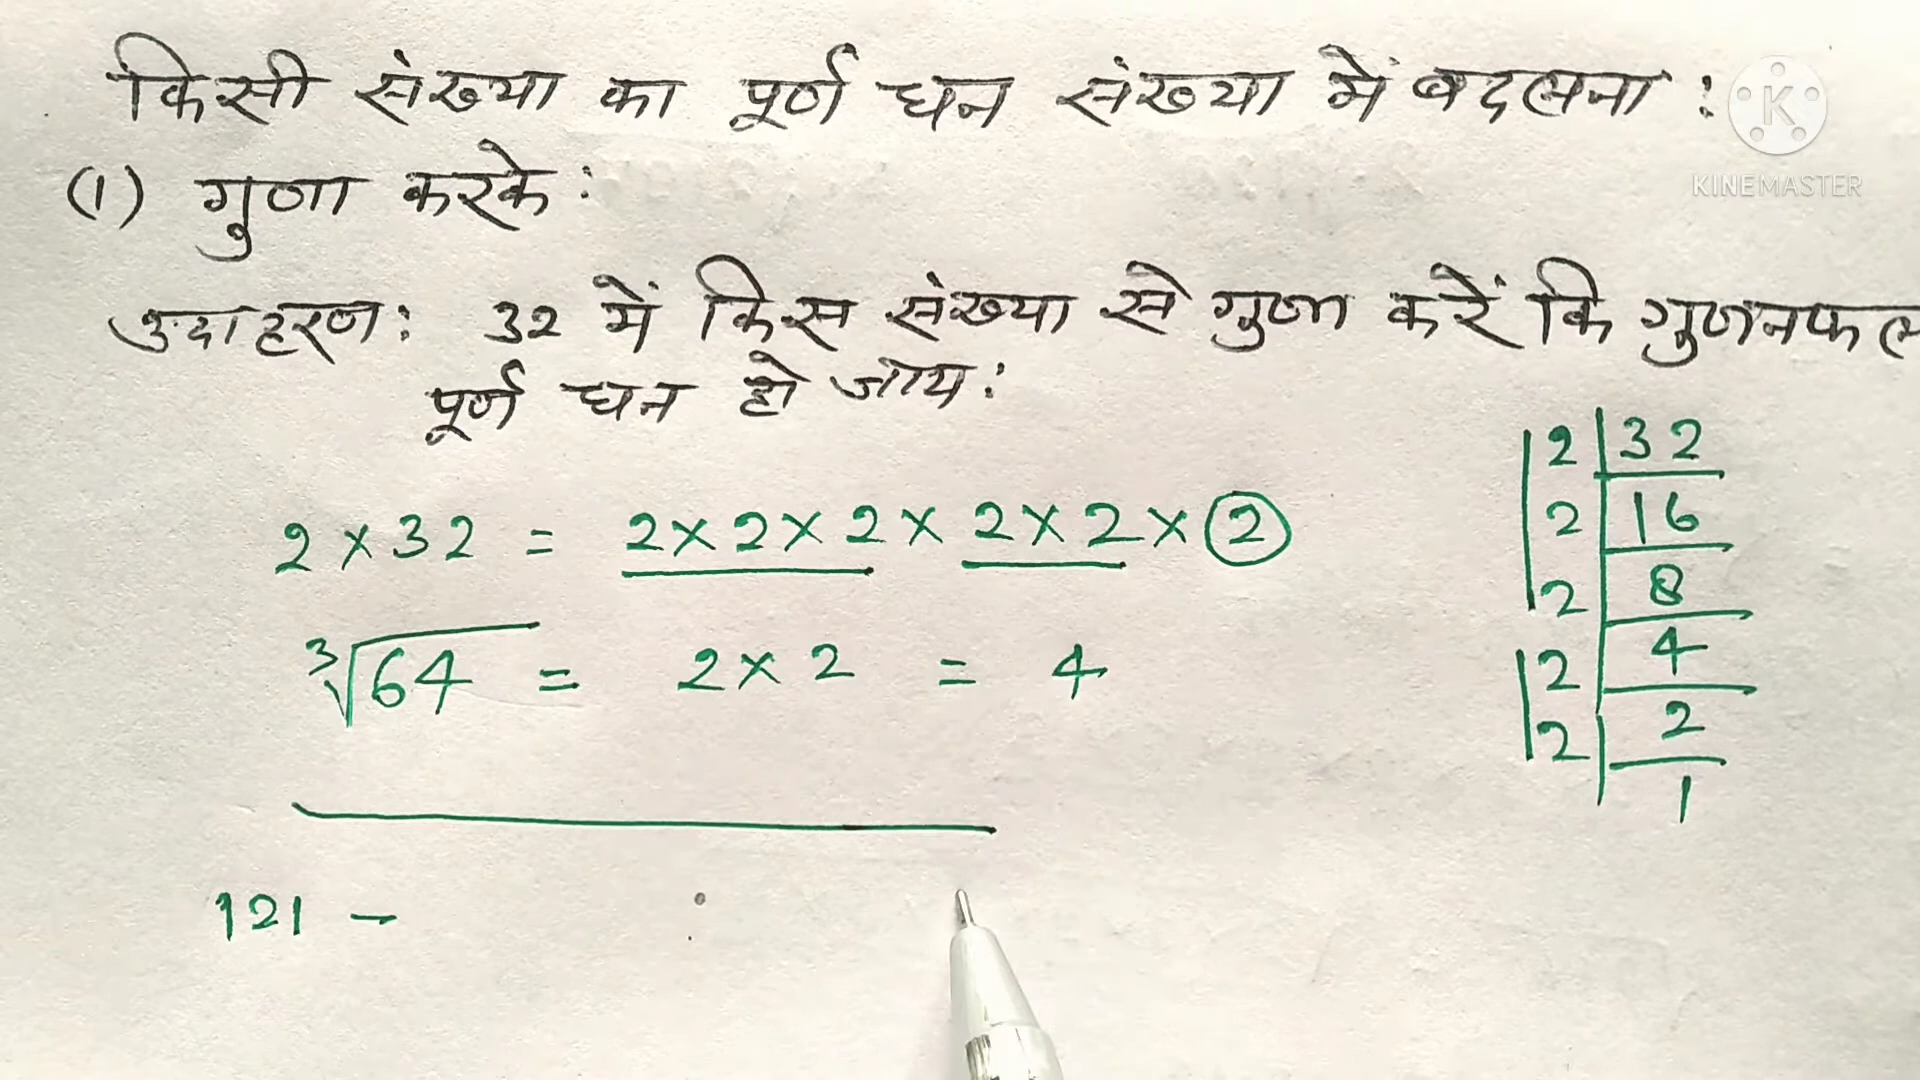 किसी संख्या का पूर्ण घन संख्या में बदलना :
K
KINEMASTER
(1) गुणा करके :
उदाहरण : 32 में किस संख्या से गुणा करें कि गुणनफल
पूर्ण घन हो जाय :
2 × 32 = 2 × 2 × 2 × 2 × 2 × 2
∛64 = 2 × 2 = 4
2 | 32
2 | 16
2 | 8
2 | 4
2 | 2
1
121 -